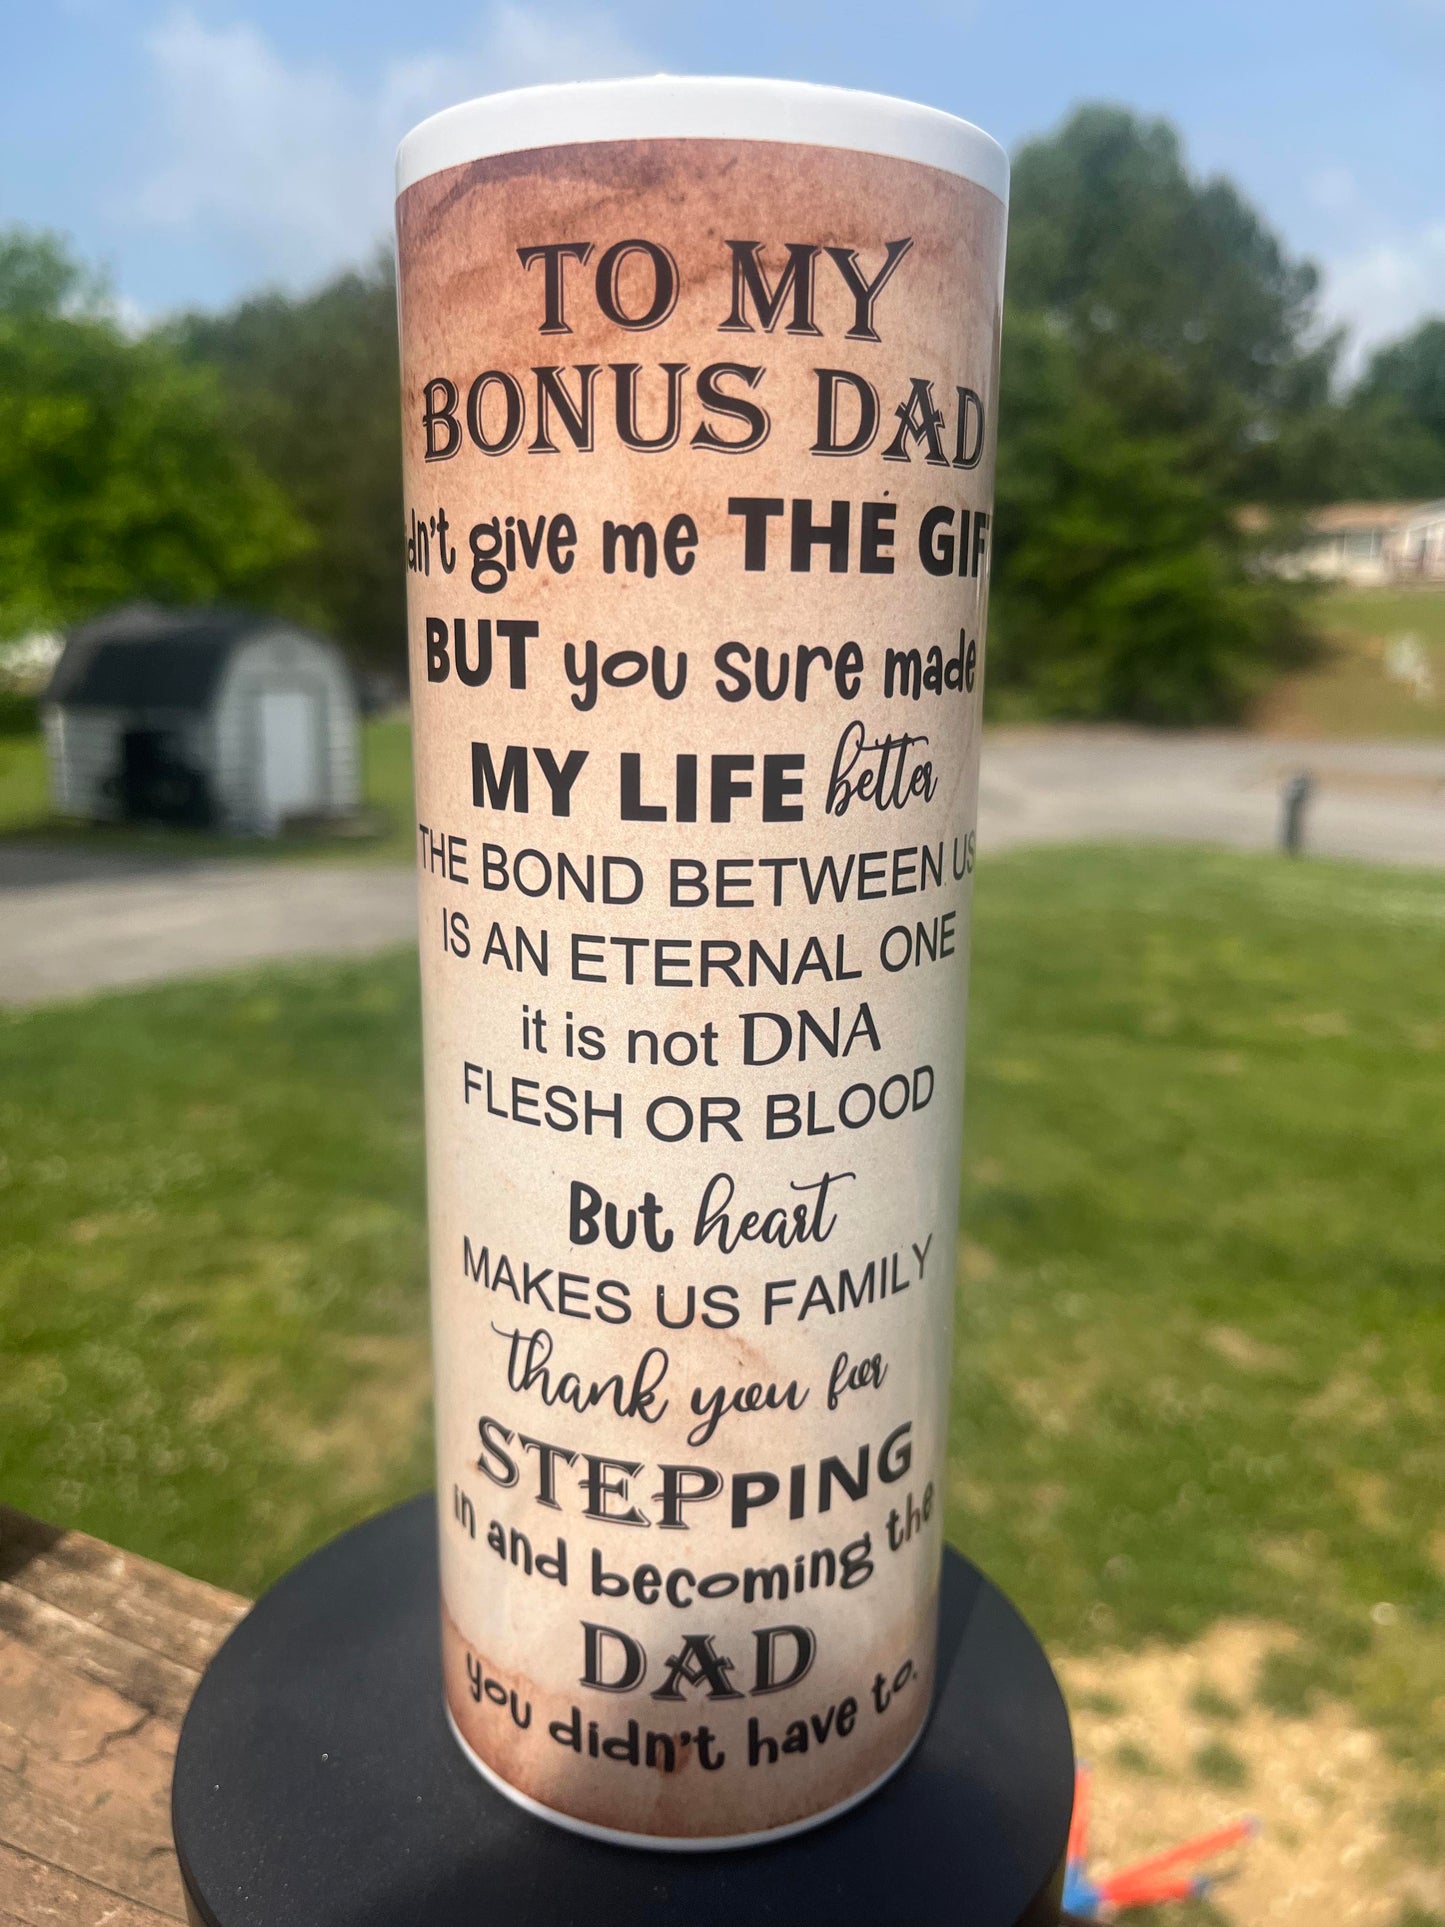 TO MY
BONUS DAD
dn't give me THE GIF
BUT you sure made
MY LIFE better
THE BOND BETWEEN US
IS AN ETERNAL ONE
it is not DNA
FLESH OR BLOOD
But heart
MAKES US FAMILY
thank you for
STEPPING
in and becoming the
DAD
you didn't have to.